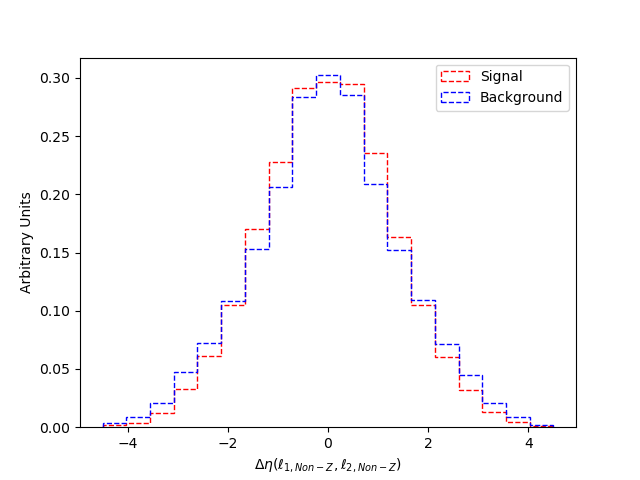 Signal
Background
0.30
0.25
0.20
0.15
0.10
0.05
0.00
Arbitrary Units
−4 −2 0 2 4
Δη(ℓ1,Non−Z, ℓ2,Non−Z)